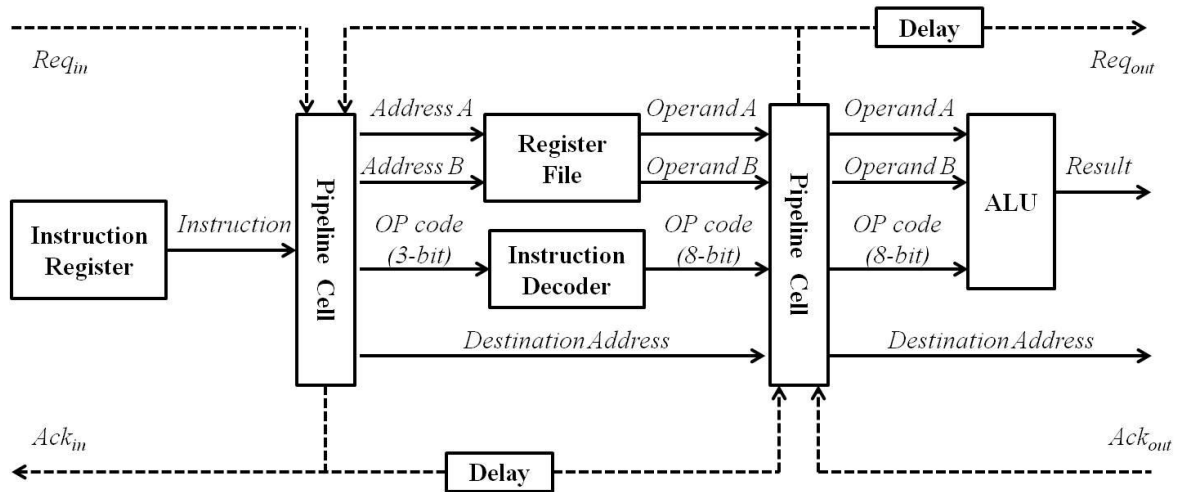 Delay
Req_in
Req_out
Address A
Operand A
Operand A
Register
File
Address B
Operand B
Operand B
Result
Pipeline Cell
Pipeline Cell
ALU
Instruction
Register
Instruction
OP code
(3-bit)
Instruction
Decoder
OP code
(8-bit)
OP code
(8-bit)
Destination Address
Destination Address
Ack_in
Ack_out
Delay